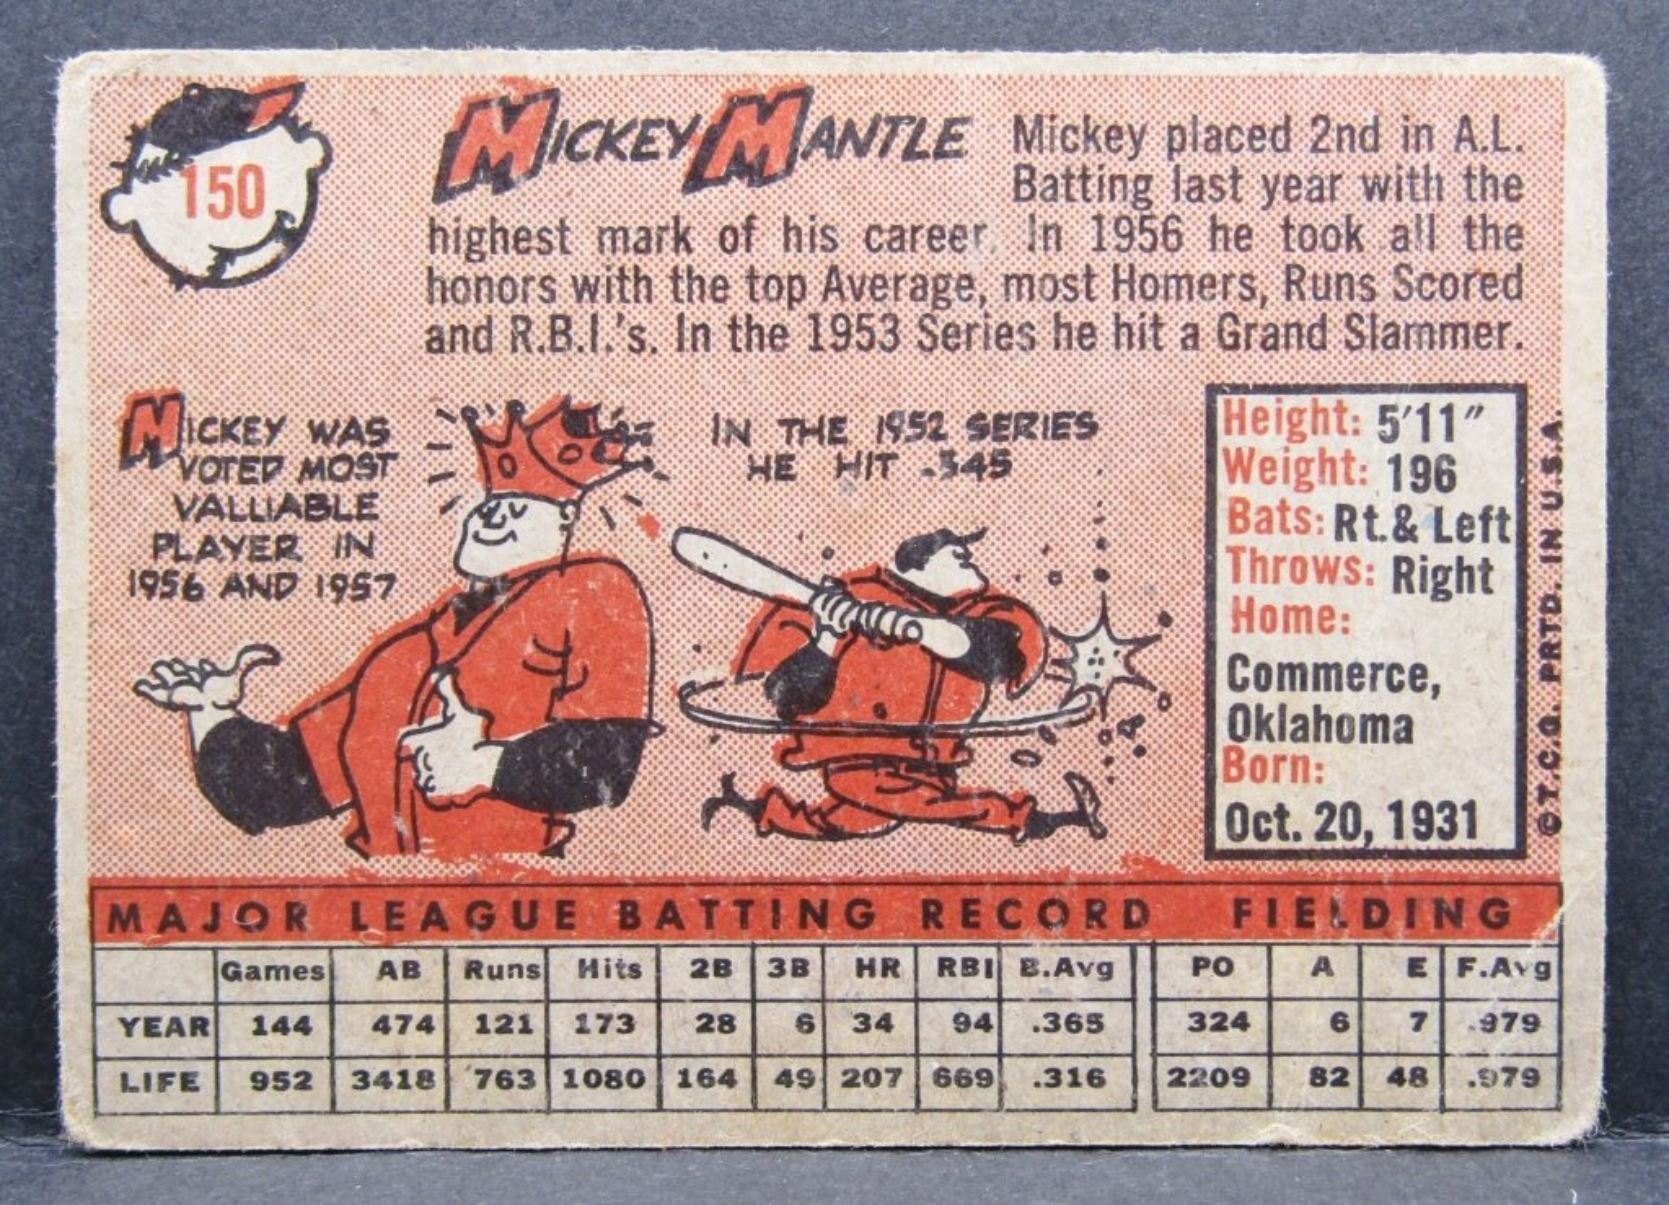 150
MICKEY MANTLE
Mickey placed 2nd in A.L.
Batting last year with the
highest mark of his career. In 1956 he took all the
honors with the top Average, most Homers, Runs Scored
and R.B.I.'s. In the 1953 Series he hit a Grand Slammer.
MICKEY WAS
VOTED MOST
VALUABLE
PLAYER IN
1956 AND 1957
IN THE 1952 SERIES
HE HIT .345
Height: 5'11"
Weight: 196
Bats: Rt.& Left
Throws: Right
Home:
Commerce,
Oklahoma
Born:
Oct. 20, 1931
©T.C.G. PRTD. IN U.S.A.
MAJOR LEAGUE BATTING RECORD FIELDING
Games AB Runs Hits 2B 3B HR RBI B.Avg PO A E F.Avg
YEAR 144 474 121 173 28 6 34 94 .365 324 6 7 .979
LIFE 952 3418 763 1080 164 49 207 669 .316 2209 82 48 .979